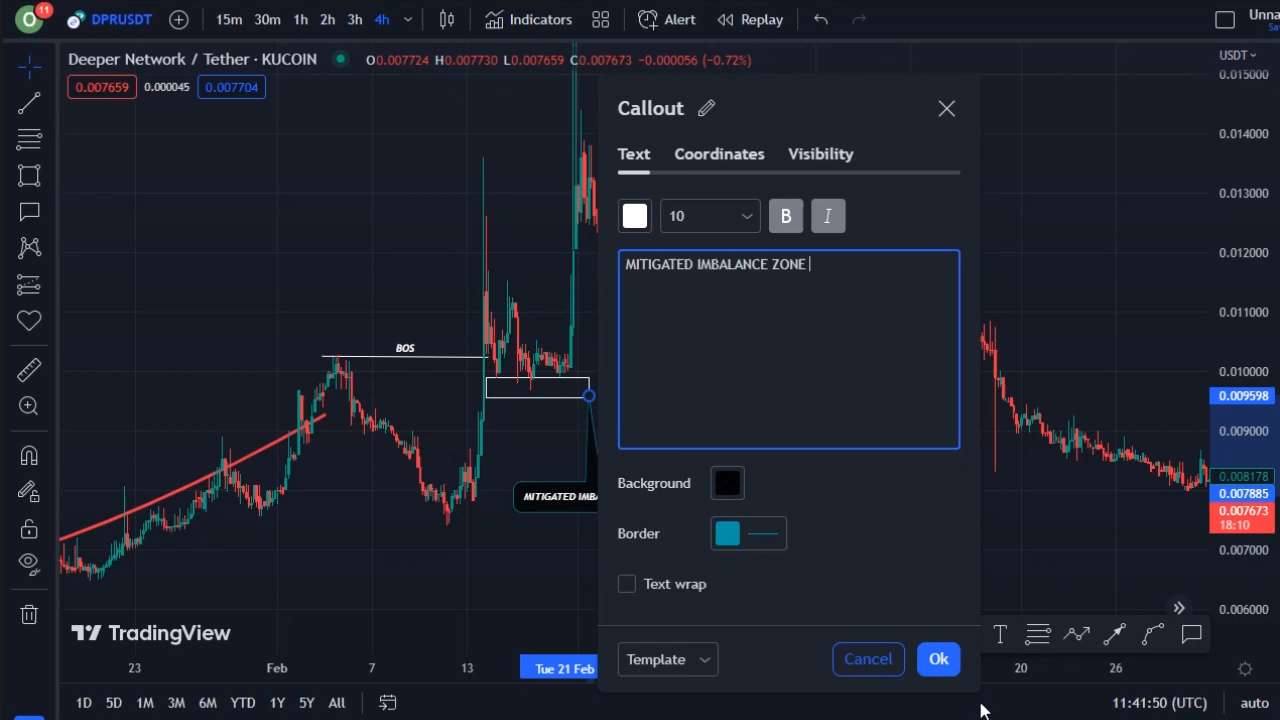 O 11 DPRUSDT 15m 30m 1h 2h 3h 4h Indicators Alert Replay
Deeper Network / Tether · KUCOIN O0.007724 H0.007730 L0.007659 C0.007673 −0.000056 (−0.72%) USDT
0.007659 0.000045 0.007704
0.015000
Callout
0.014000
Text Coordinates Visibility
0.013000
10 B I
0.012000
MITIGATED IMBALANCE ZONE
0.011000
BOS
0.010000
0.009598
0.009000
0.008178
Background
0.007885
MITIGATED IMBA
0.007673
18:10
Border
0.007000
Text wrap
0.006000
TradingView
T
Template Cancel Ok
23 Feb 7 13 Tue 21 Feb 20 26
1D 5D 1M 3M 6M YTD 1Y 5Y All 11:41:50 (UTC) auto